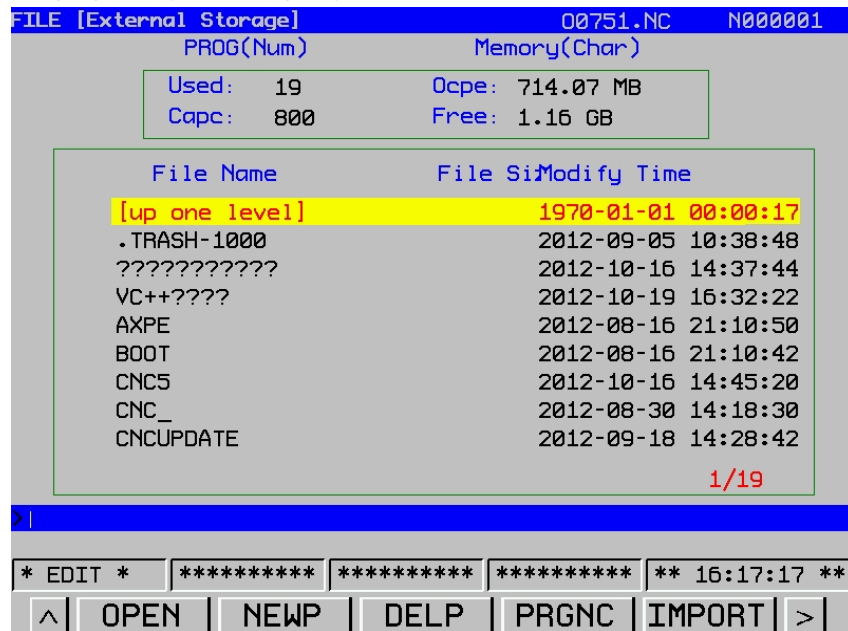 FILE [External Storage] O0751.NC N000001
PROG(Num) Memory(Char)
Used: 19 Ocpe: 714.07 MB
Capc: 800 Free: 1.16 GB
File Name File Si Modify Time
[up one level] 1970-01-01 00:00:17
.TRASH-1000 2012-09-05 10:38:48
??????????? 2012-10-16 14:37:44
VC++???? 2012-10-19 16:32:22
AXPE 2012-08-16 21:10:50
BOOT 2012-08-16 21:10:42
CNC5 2012-10-16 14:45:20
CNC_ 2012-08-30 14:18:30
CNCUPDATE 2012-09-18 14:28:42
1/19
>
* EDIT * ********** ********** ********** ** 16:17:17 **
^ OPEN NEWP DELP PRGNC IMPORT >